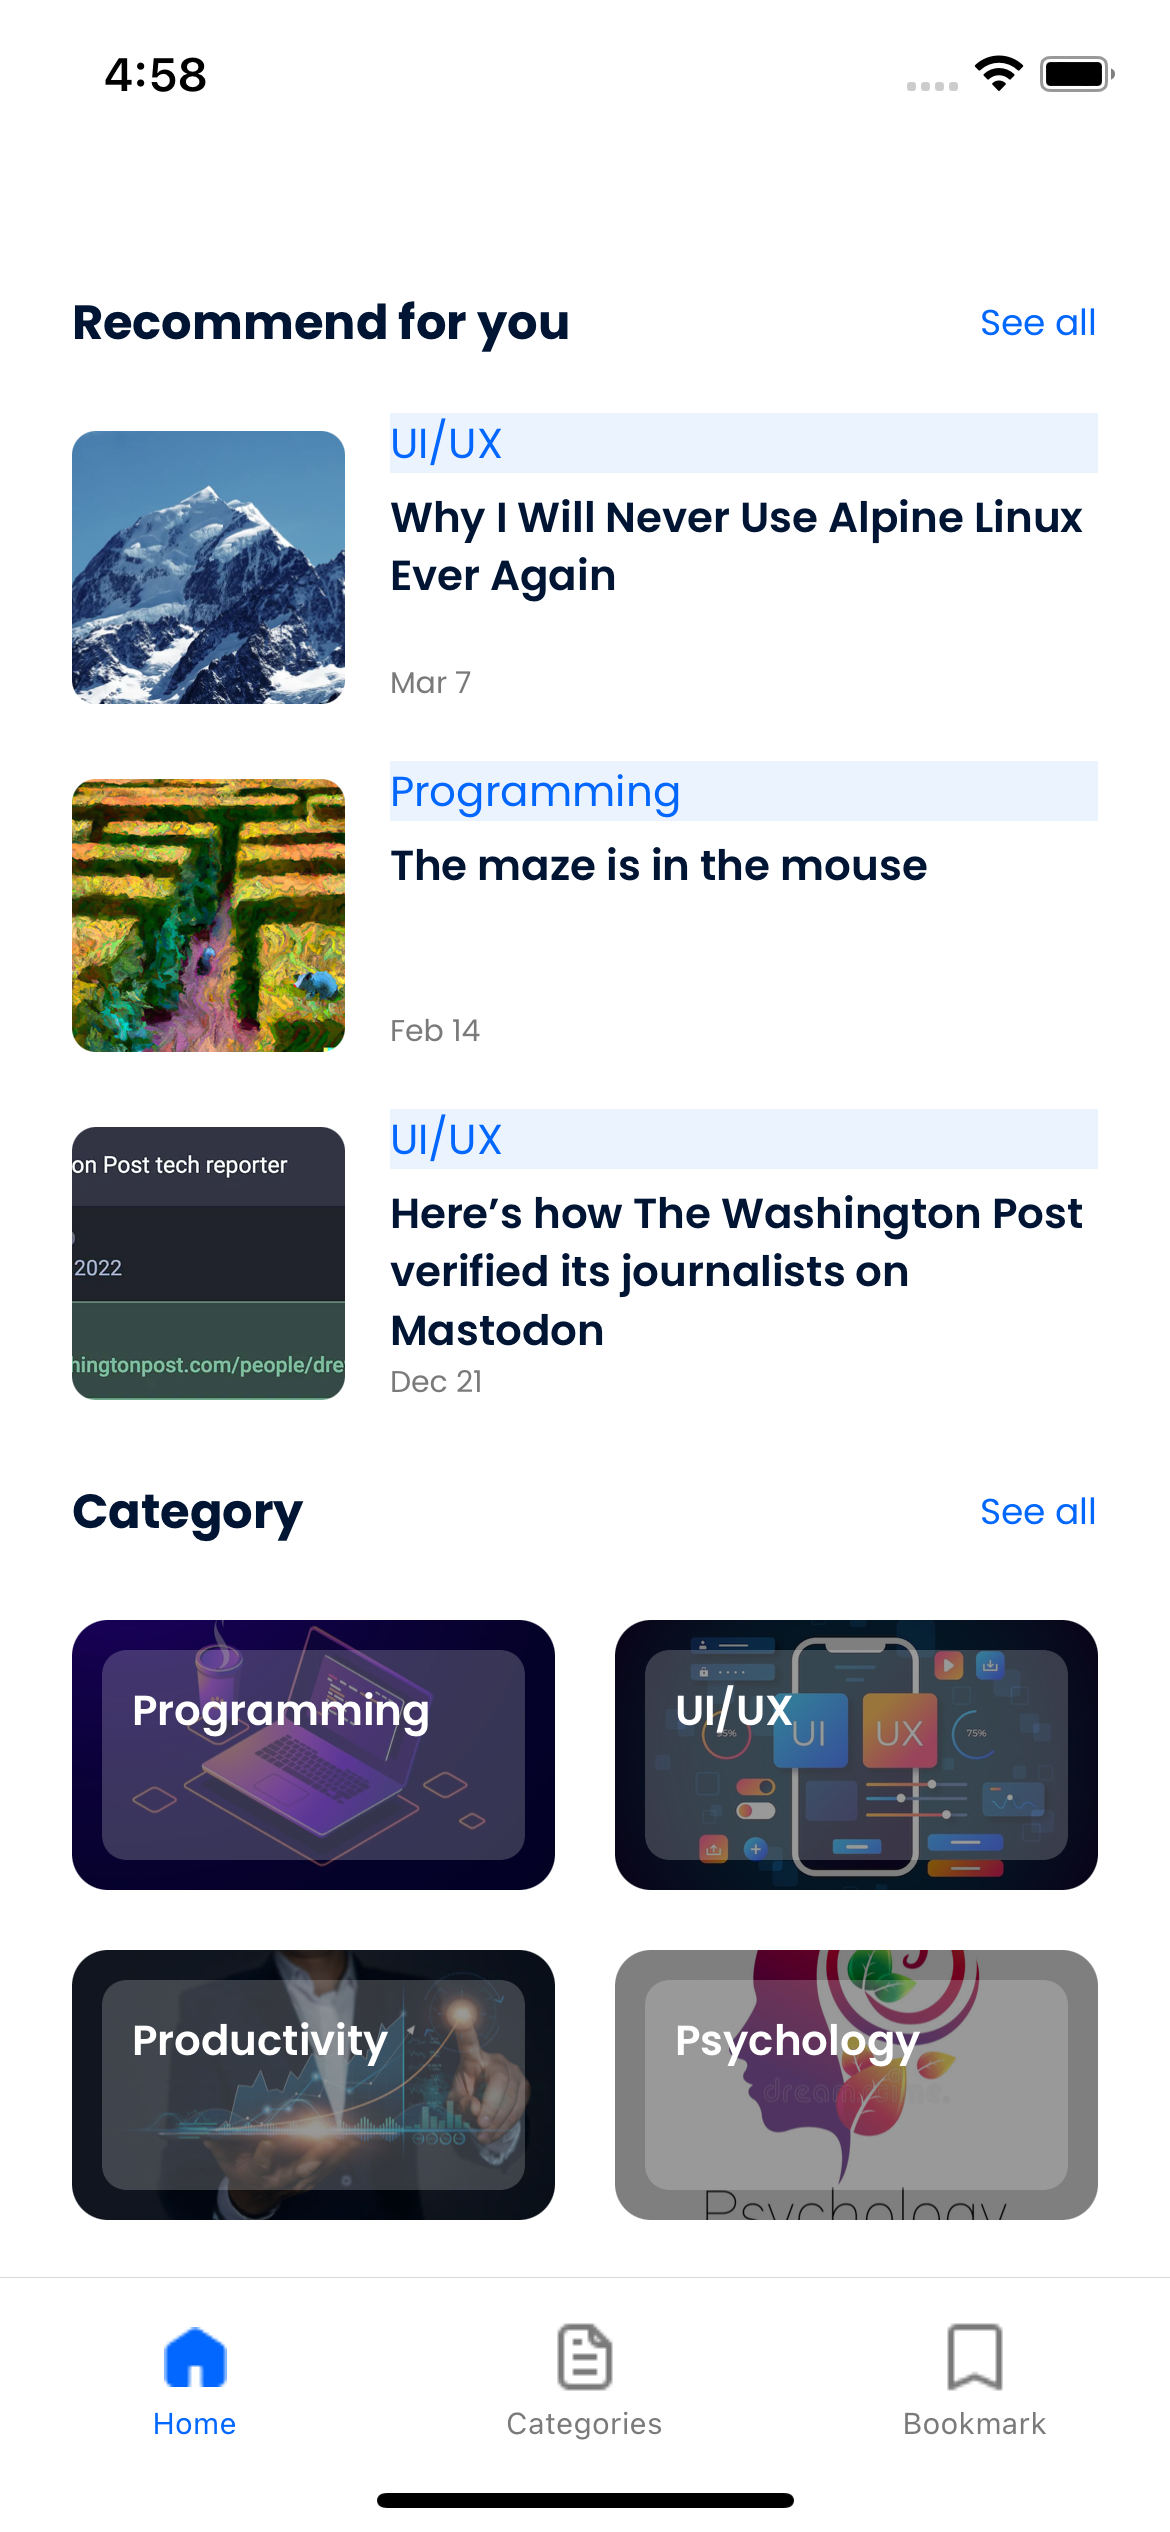 4:58
Recommend for you
See all
UI/UX
Why I Will Never Use Alpine Linux
Ever Again
Mar 7
Programming
The maze is in the mouse
Feb 14
on Post tech reporter
2022
hingtonpost.com/people/dre
UI/UX
Here's how The Washington Post
verified its journalists on
Mastodon
Dec 21
Category
See all
Programming
UI/UX
UI
UX
75%
Productivity
Psychology
Psychology
Home
Categories
Bookmark